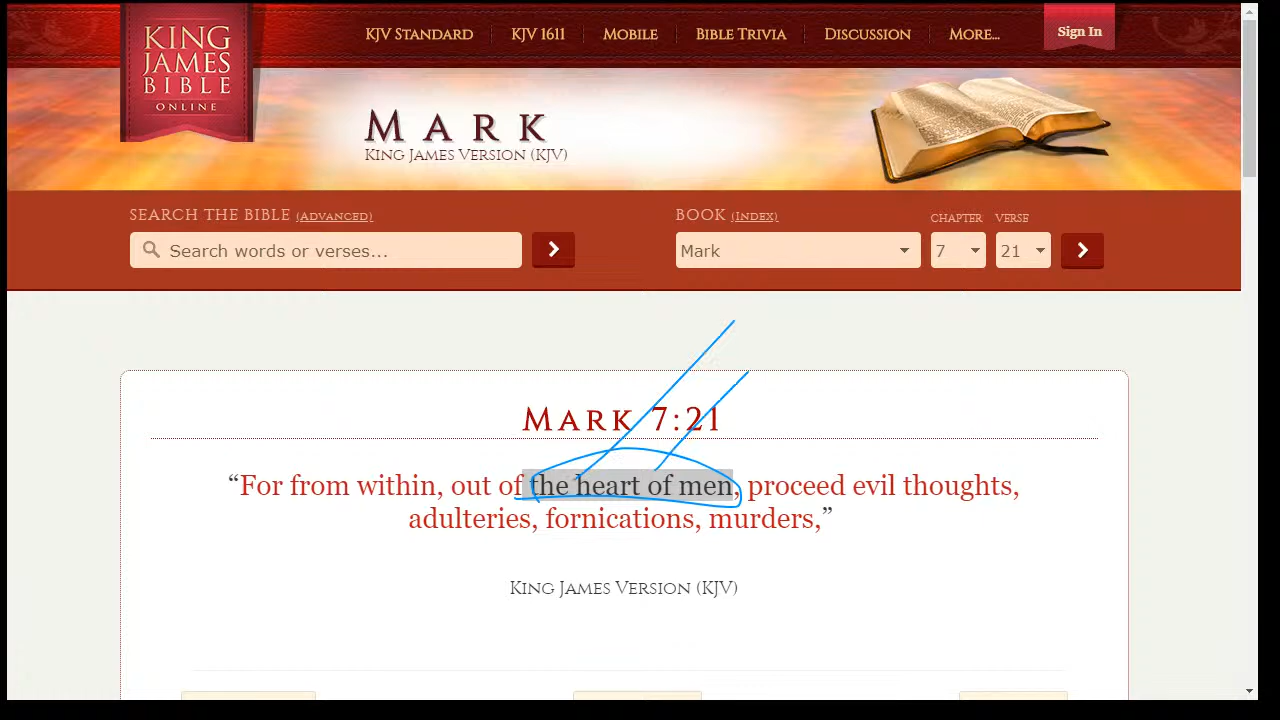 KING
JAMES
BIBLE
ONLINE
KJV STANDARD KJV 1611 MOBILE BIBLE TRIVIA DISCUSSION MORE... Sign In
MARK
KING JAMES VERSION (KJV)
SEARCH THE BIBLE (ADVANCED) BOOK (INDEX) CHAPTER VERSE
Search words or verses... Mark 7 21
MARK 7:21
“For from within, out of the heart of men, proceed evil thoughts,
adulteries, fornications, murders,”
KING JAMES VERSION (KJV)